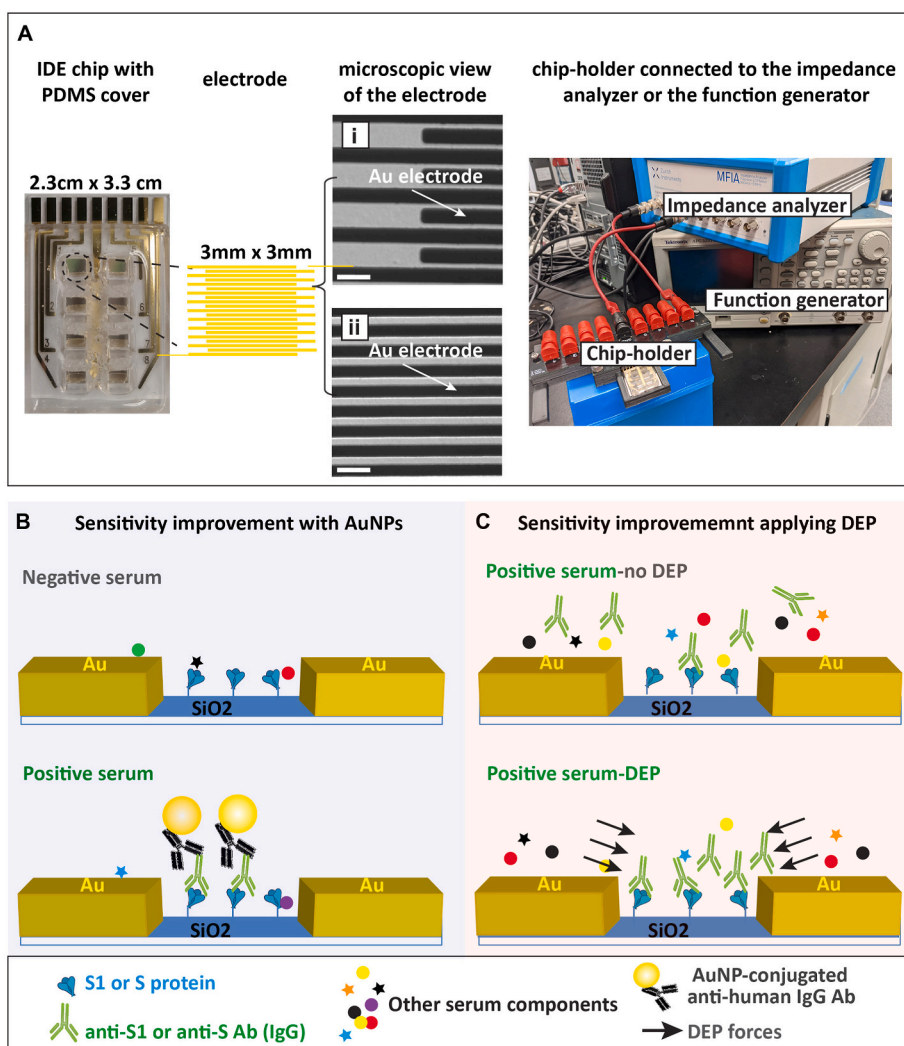 A
IDE chip with
PDMS cover
electrode
microscopic view
of the electrode
chip-holder connected to the impedance
analyzer or the function generator
2.3cm x 3.3 cm
3mm x 3mm
i
Au electrode
ii
Au electrode
Zurich
Instruments
MFIA
Impedance analyzer
Tektronix
Function generator
Chip-holder
B
Sensitivity improvement with AuNPs
Negative serum
Au
Au
SiO2
Positive serum
Au
Au
SiO2
C
Sensitivity improvememnt applying DEP
Positive serum-no DEP
Au
Au
SiO2
Positive serum-DEP
Au
Au
SiO2
S1 or S protein
anti-S1 or anti-S Ab (IgG)
Other serum components
AuNP-conjugated
anti-human IgG Ab
DEP forces